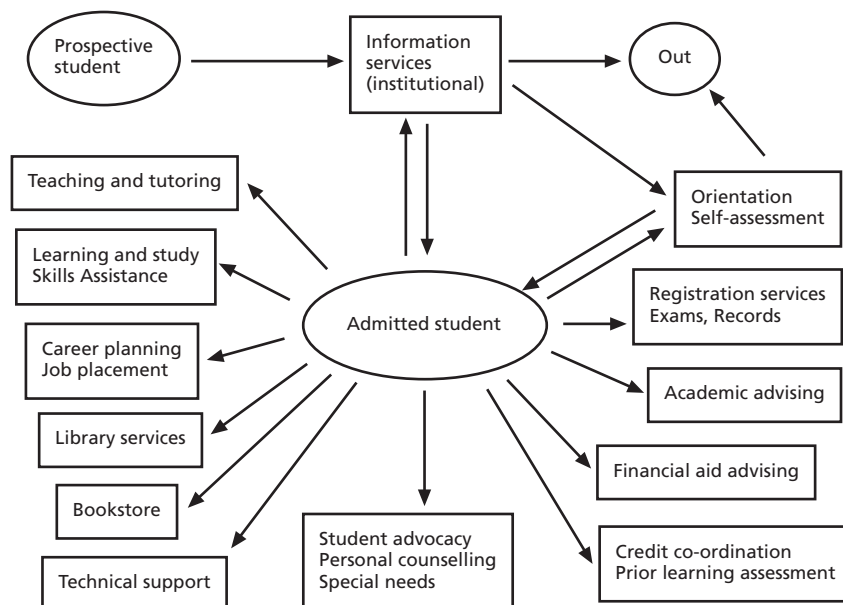 Prospective
student
Information
services
(institutional)
Out
Teaching and tutoring
Orientation
Self-assessment
Learning and study
Skills Assistance
Registration services
Exams, Records
Admitted student
Career planning
Job placement
Academic advising
Library services
Financial aid advising
Bookstore
Student advocacy
Personal counselling
Special needs
Credit co-ordination
Prior learning assessment
Technical support